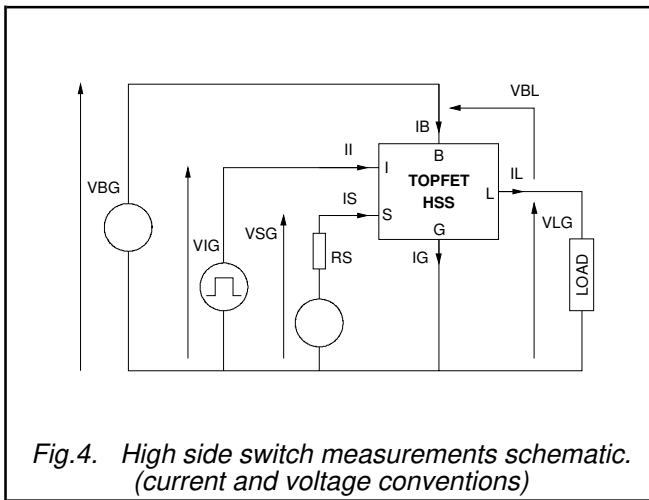 VBL
IB
B
II
I
TOPFET
HSS
IL
L
VBG
IS
S
VSG
VLG
VIG
RS
G
IG
LOAD
Fig.4. High side switch measurements schematic.
(current and voltage conventions)